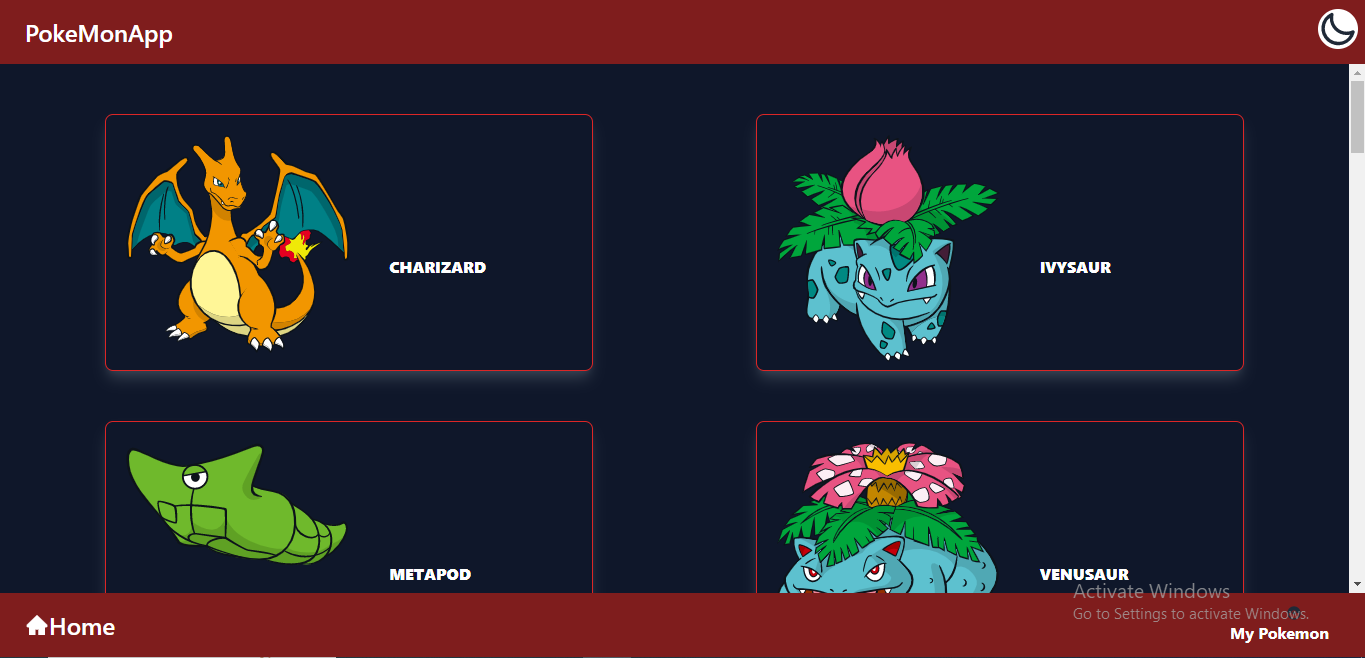 PokeMonApp
CHARIZARD
IVYSAUR
METAPOD
VENUSAUR
Activate Windows
Go to Settings to activate Windows.
Home
My Pokemon